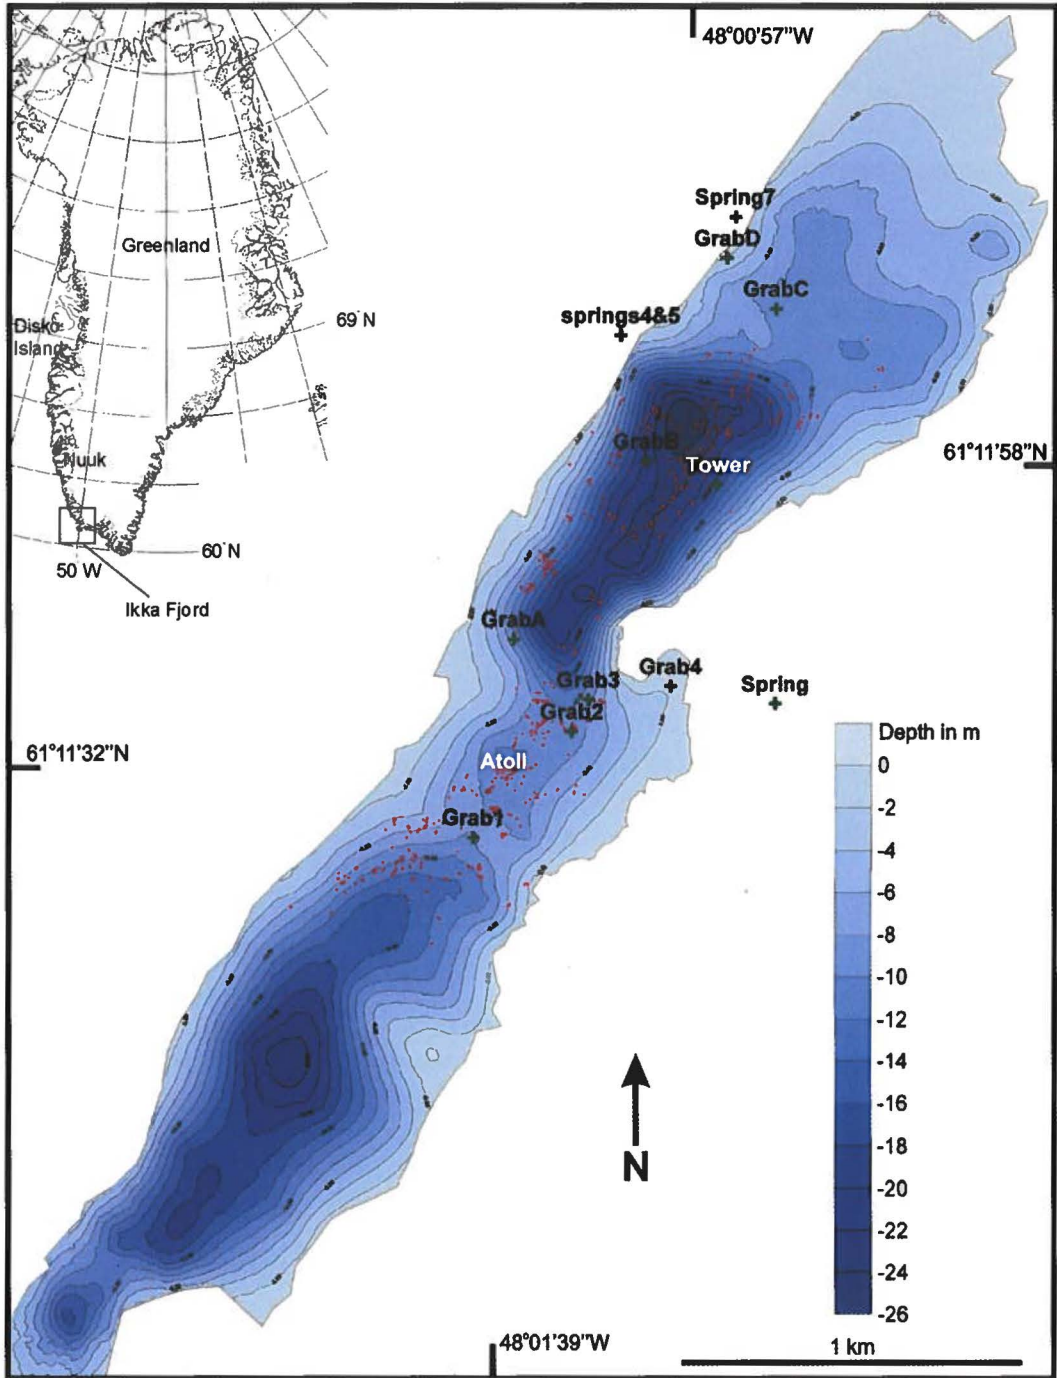 48°00'57"W
Spring7
GrabD
Greenland
GrabC
springs4&5
69°N
Disko
Island
GrabB
61°11'58"N
Nuuk
Tower
60°N
50 W
Ikka Fjord
GrabA
Grab4
Grab3
Spring
Grab2
Depth in m
61°11'32"N
Atoll
0
-2
Grab1
-4
-6
-8
-10
-12
-14
-16
N
-18
-20
-22
-24
-26
48°01'39"W
1 km